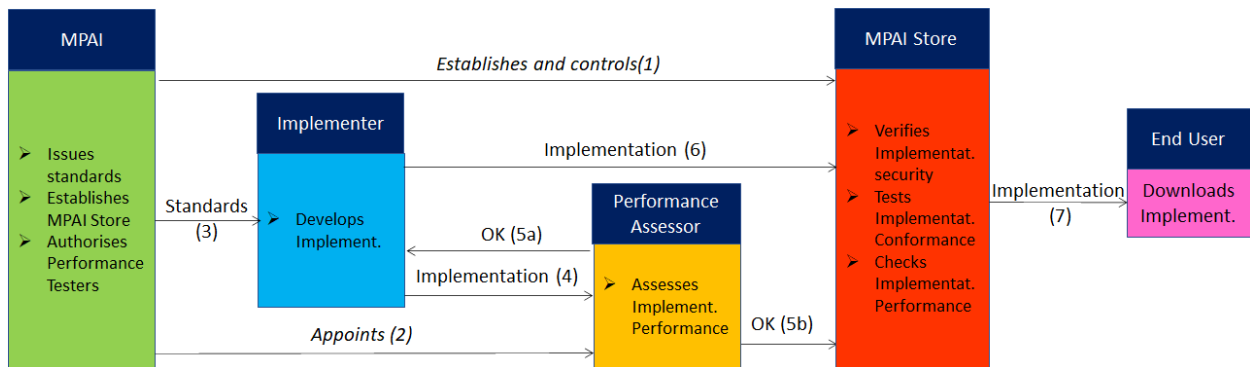 MPAI
➢ Issues
standards
➢ Establishes
MPAI Store
➢ Authorises
Performance
Testers
Establishes and controls(1)
Standards
(3)
Implementer
➢ Develops
Implement.
Implementation (6)
OK (5a)
Implementation (4)
Appoints (2)
Performance
Assessor
➢ Assesses
Implement.
Performance
OK (5b)
MPAI Store
➢ Verifies
Implementat.
security
➢ Tests
Implementat.
Conformance
➢ Checks
Implementat.
Performance
Implementation
(7)
End User
Downloads
Implement.